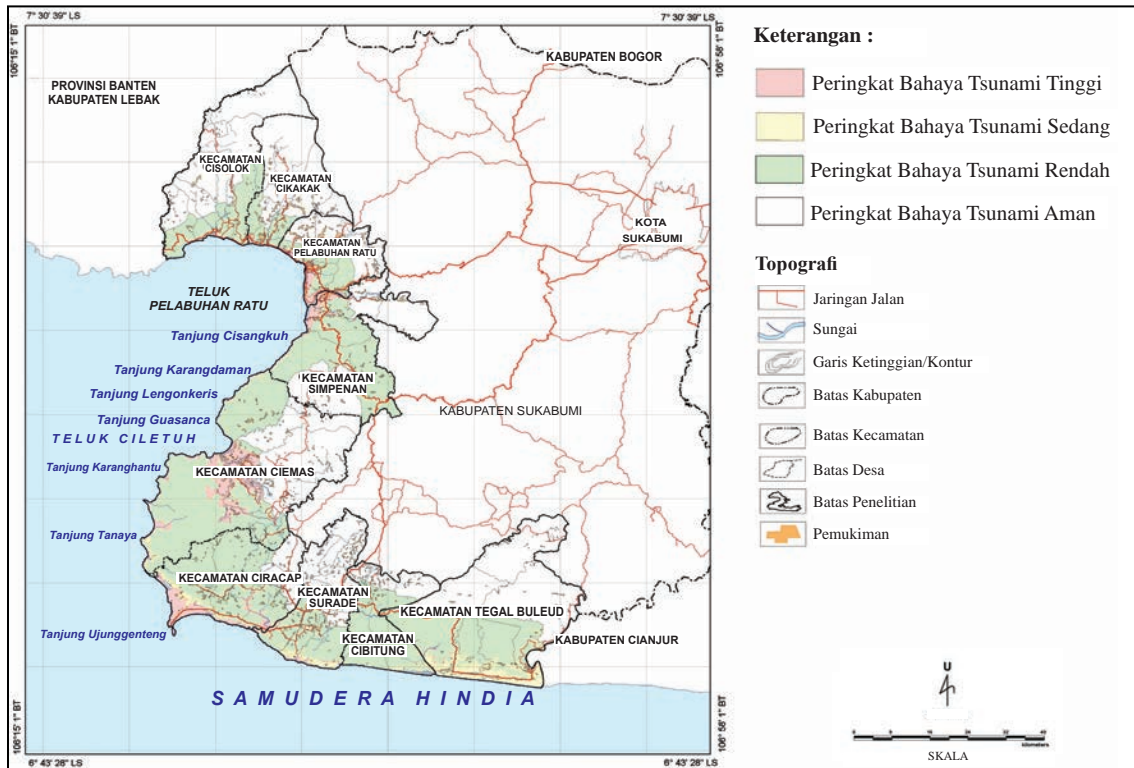 7° 30' 39" LS
7° 30' 39" LS
106° 15' 1" BT
106° 56' 1" BT
KABUPATEN BOGOR
PROVINSI BANTEN
KABUPATEN LEBAK
KECAMATAN
CISOLOK
KECAMATAN
CIKAKAK
KECAMATAN
PELABUHAN RATU
KOTA
SUKABUMI
TELUK
PELABUHAN RATU
Tanjung Cisangkuh
Tanjung Karangdaman
KECAMATAN
SIMPENAN
Tanjung Lengonkeris
KABUPATEN SUKABUMI
Tanjung Guasanca
TELUK CILETUH
Tanjung Karanghantu
KECAMATAN CIEMAS
Tanjung Tanaya
KECAMATAN CIRACAP
KECAMATAN
SURADE
KECAMATAN TEGAL BULEUD
Tanjung Ujunggenteng
KECAMATAN
CIBITUNG
KABUPATEN CIANJUR
SAMUDERA HINDIA
106° 15' 1" BT
106° 56' 1" BT
6° 43' 28" LS
6° 43' 28" LS
Keterangan :
Peringkat Bahaya Tsunami Tinggi
Peringkat Bahaya Tsunami Sedang
Peringkat Bahaya Tsunami Rendah
Peringkat Bahaya Tsunami Aman
Topografi
Jaringan Jalan
Sungai
Garis Ketinggian/Kontur
Batas Kabupaten
Batas Kecamatan
Batas Desa
Batas Penelitian
Pemukiman
U
kilometers
SKALA